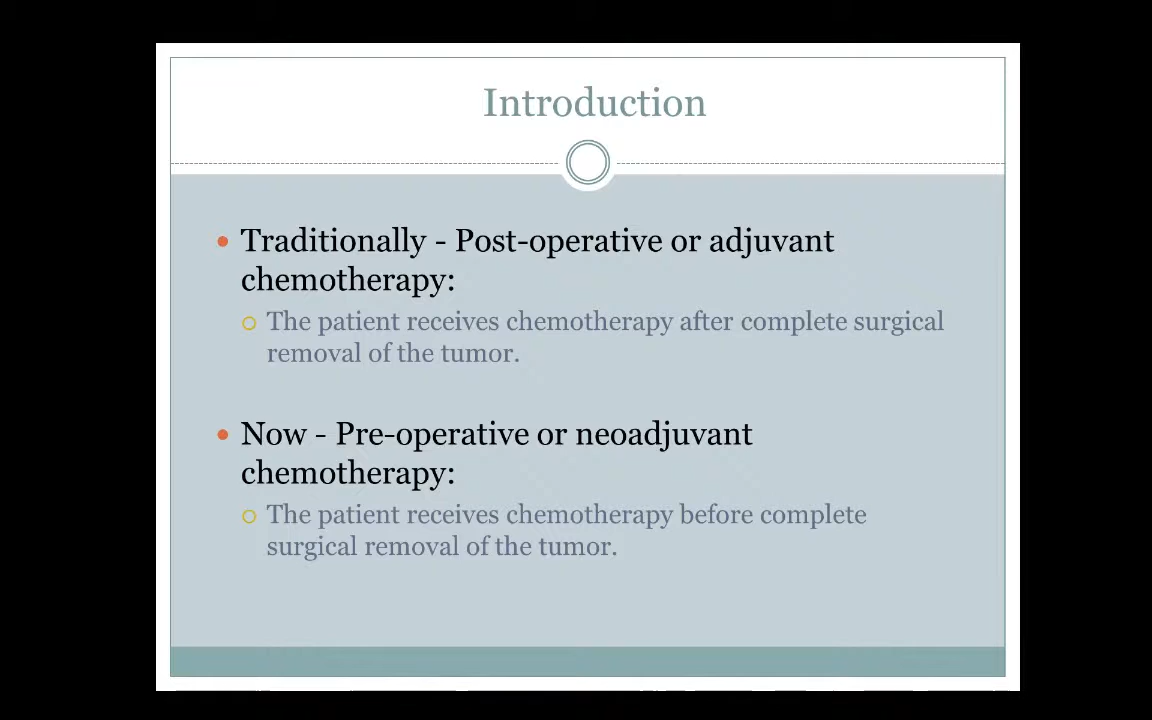 Introduction
Traditionally - Post-operative or adjuvant
chemotherapy:
The patient receives chemotherapy after complete surgical
removal of the tumor.
Now - Pre-operative or neoadjuvant
chemotherapy:
The patient receives chemotherapy before complete
surgical removal of the tumor.